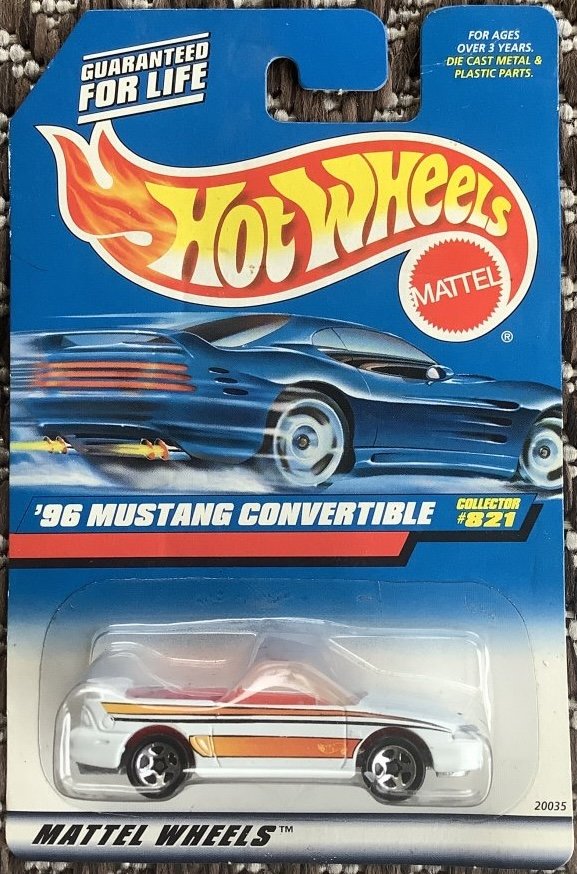 GUARANTEED
FOR LIFE
FOR AGES
OVER 3 YEARS.
DIE CAST METAL &
PLASTIC PARTS.
HOT WHEELS
MATTEL
®
'96 MUSTANG CONVERTIBLE
COLLECTOR
#821
20035
MATTEL WHEELS™